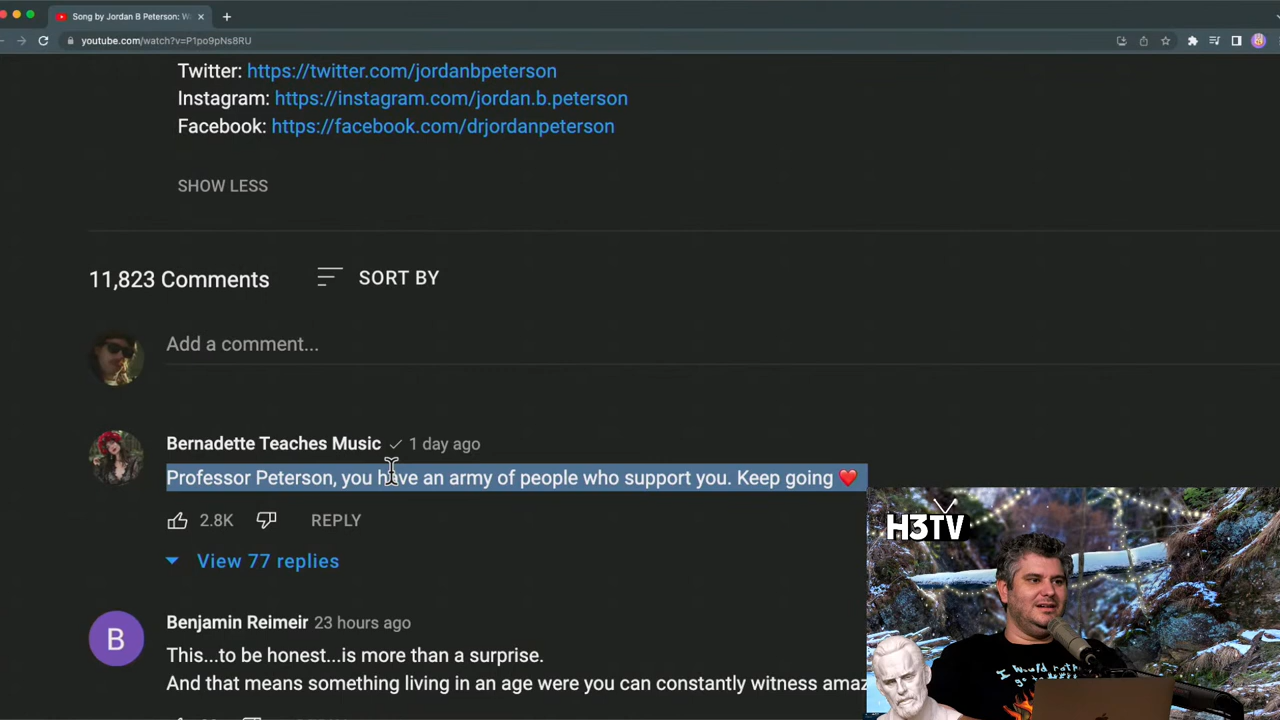 Song by Jordan B Peterson: W
youtube.com/watch?v=P1po9pNs8RU
Twitter: https://twitter.com/jordanbpeterson
Instagram: https://instagram.com/jordan.b.peterson
Facebook: https://facebook.com/drjordanpeterson
SHOW LESS
11,823 Comments
SORT BY
Add a comment...
Bernadette Teaches Music 1 day ago
Professor Peterson, you have an army of people who support you. Keep going ❤️
2.8K REPLY
View 77 replies
H3TV
B
Benjamin Reimeir 23 hours ago
This...to be honest...is more than a surprise.
And that means something living in an age were you can constantly witness amaz
I would